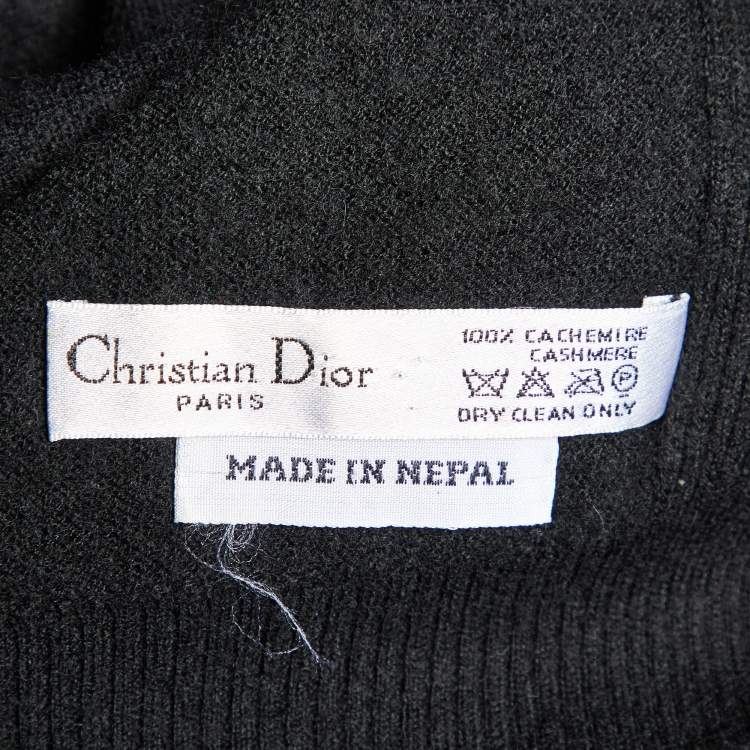 Christian Dior
PARIS
100% CACHEMIRE
CASHMERE
P
DRY CLEAN ONLY
MADE IN NEPAL